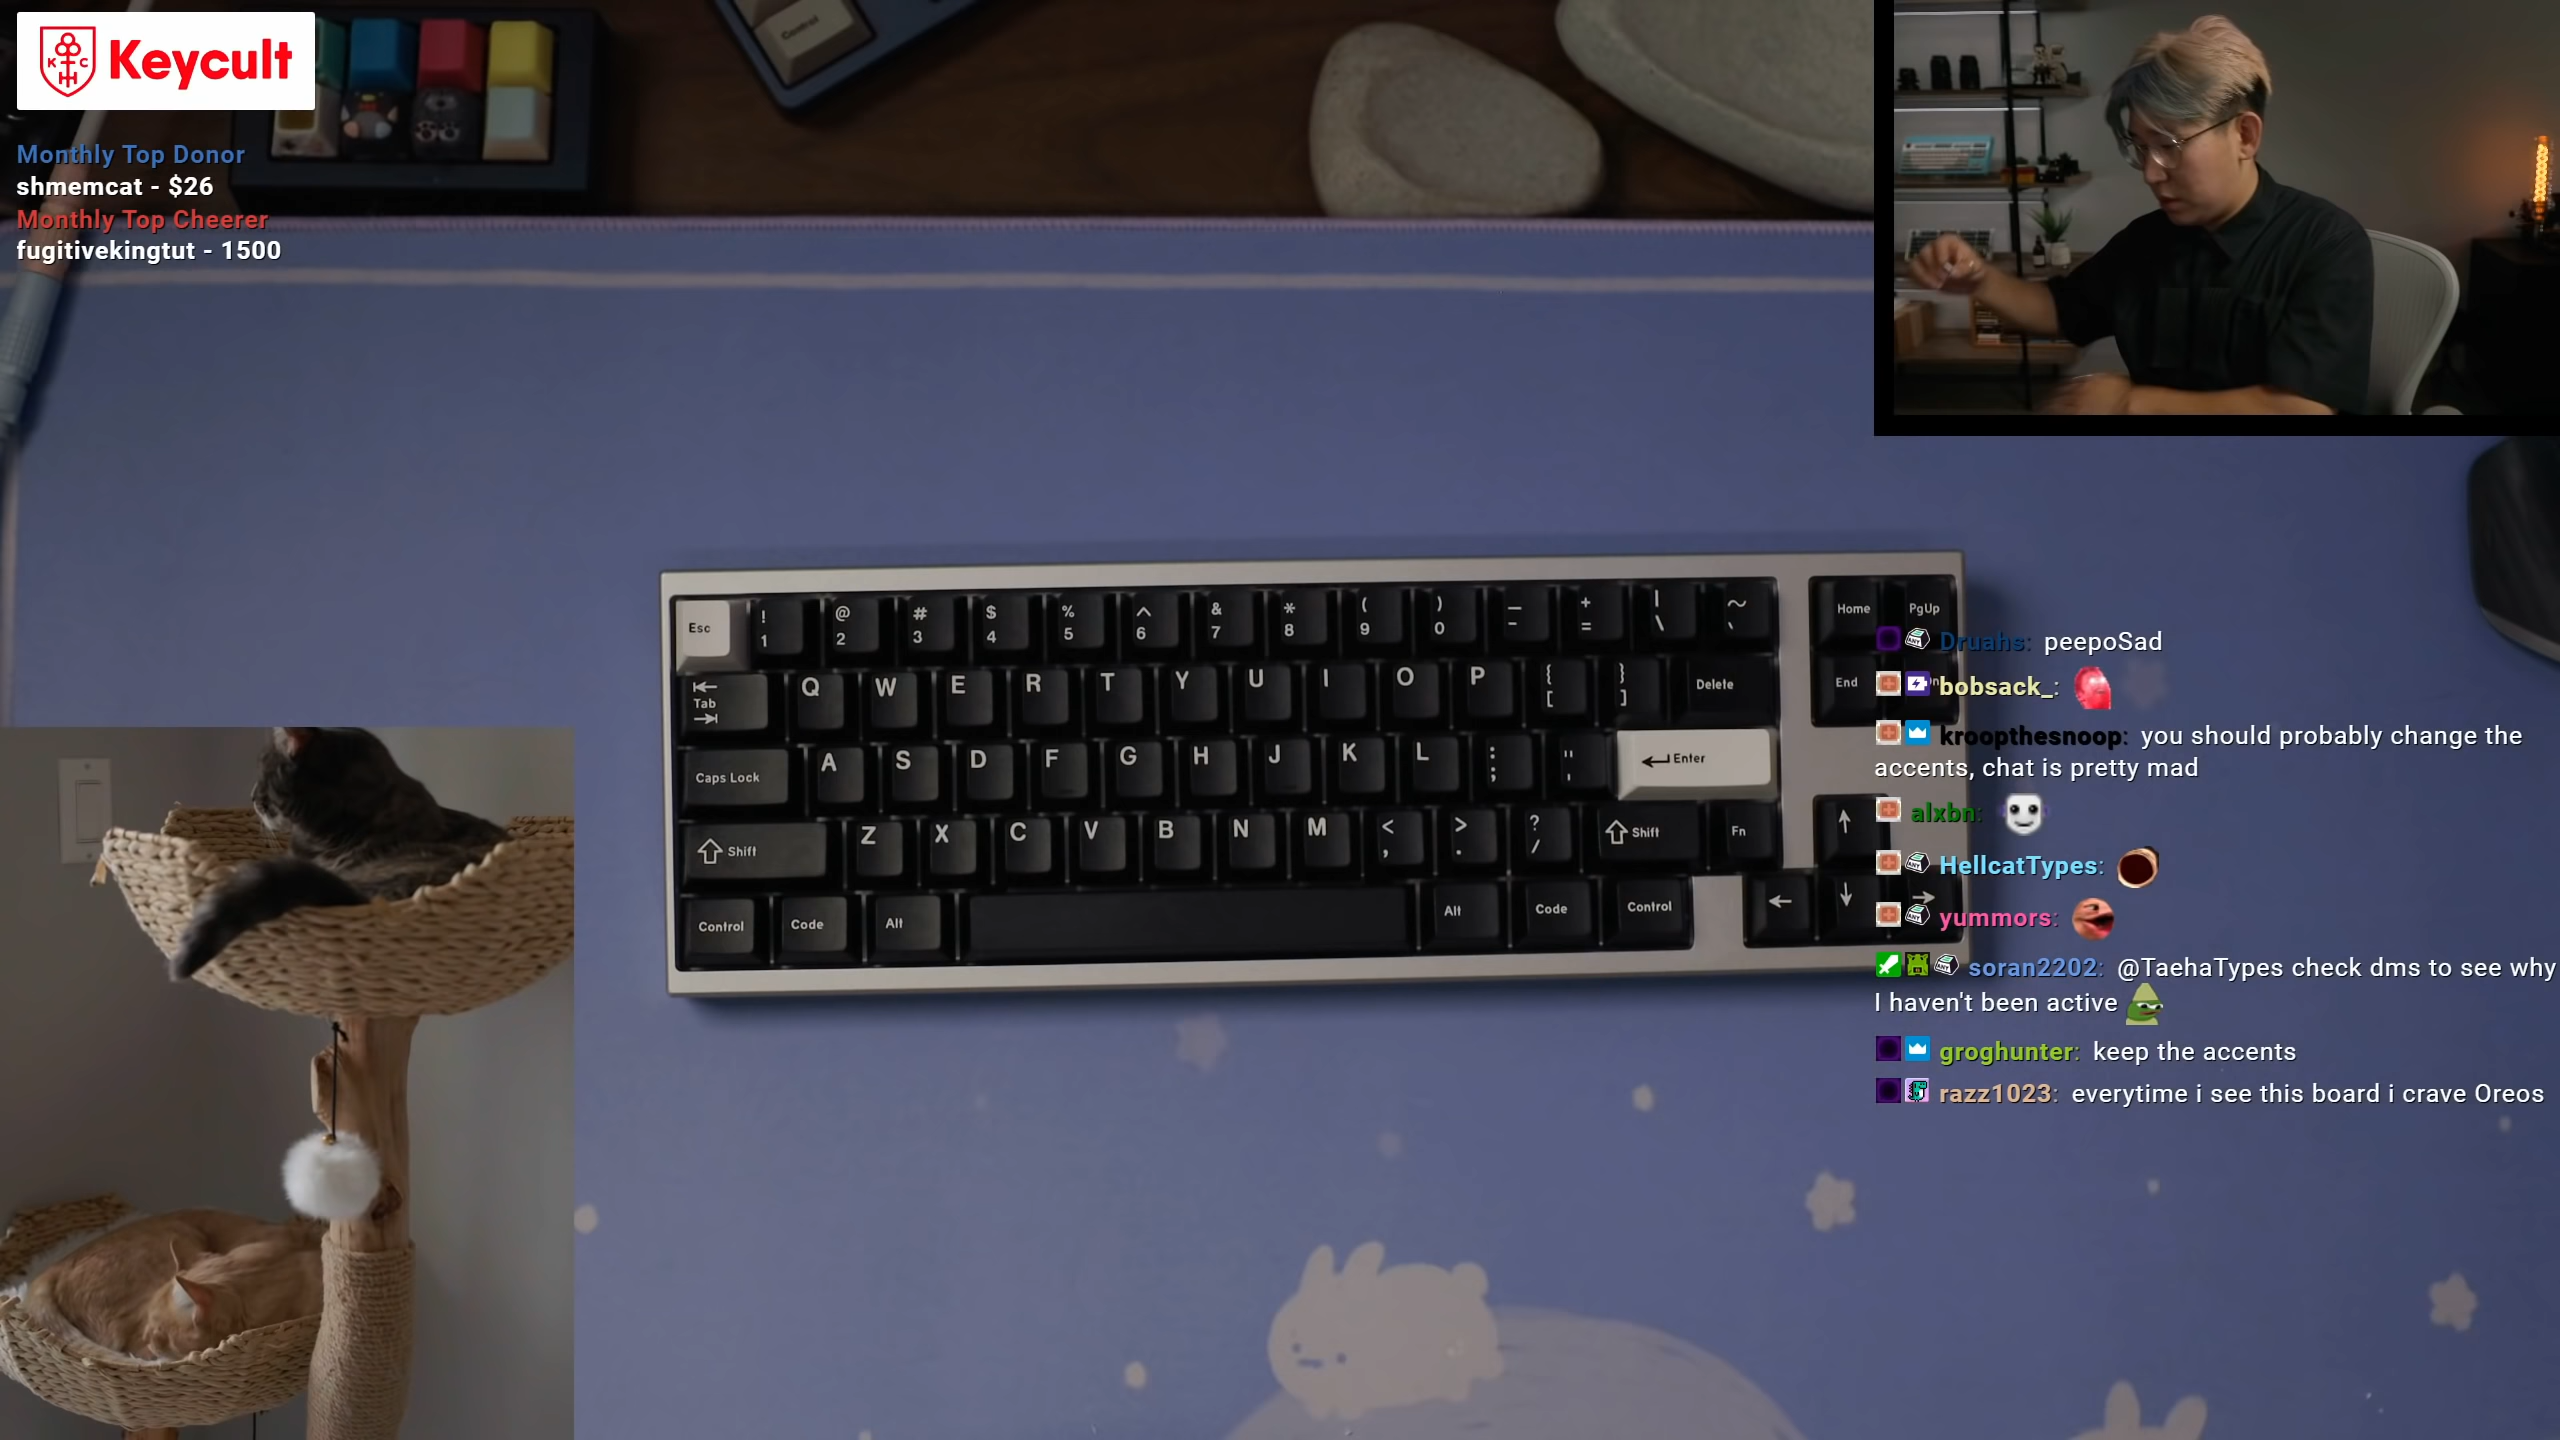 K C
Keycult
Control
Monthly Top Donor
shmemcat - $26
Monthly Top Cheerer
fugitivekingtut - 1500
Esc ! 1 @ 2 # 3 $ 4 % 5 ^ 6 & 7 * 8 ( 9 ) 0 _ - + = | \ ~ ` Home PgUp
Tab Q W E R T Y U I O P { [ } ] Delete End
Caps Lock A S D F G H J K L : ; " ' Enter
Shift Z X C V B N M < , > . ? / Shift Fn ↑
Control Code Alt Alt Code Control ← ↓ →
Druahs: peepoSad
bobsack_:
kroopthesnoop: you should probably change the
accents, chat is pretty mad
alxbn:
HellcatTypes:
yummors:
soran2202: @TaehaTypes check dms to see why
I haven't been active
groghunter: keep the accents
razz1023: everytime i see this board i crave Oreos